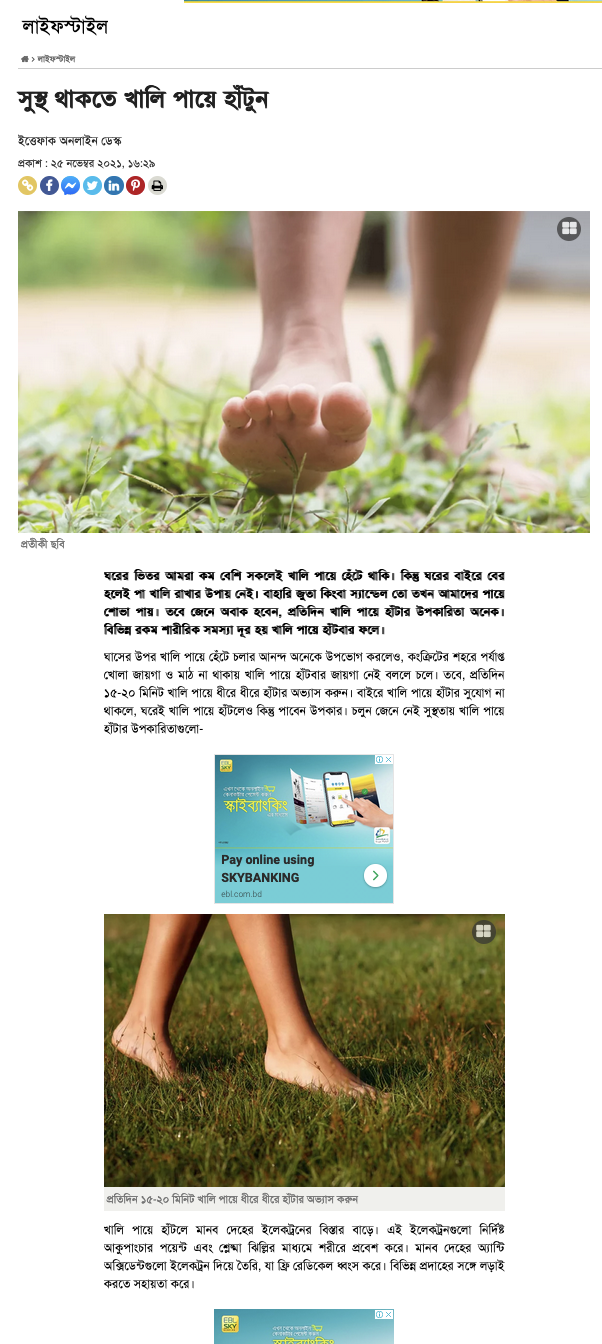 লাইফস্টাইল
লাইফস্টাইল
সুস্থ থাকতে খালি পায়ে হাঁটুন
ইত্তেফাক অনলাইন ডেস্ক
প্রকাশ : ২৫ নভেম্বর ২০২১, ১৬:২৯
প্রতীকী ছবি
ঘরের ভিতর আমরা কম বেশি সকলেই খালি পায়ে হেঁটে থাকি। কিন্তু ঘরের বাইরে বের
হলেই পা খালি রাখার উপায় নেই। বাহারি জুতা কিংবা স্যান্ডেল তো তখন আমাদের পায়ে
শোভা পায়। তবে জেনে অবাক হবেন, প্রতিদিন খালি পায়ে হাঁটার উপকারিতা অনেক।
বিভিন্ন রকম শারীরিক সমস্যা দূর হয় খালি পায়ে হাঁটবার ফলে।
ঘাসের উপর খালি পায়ে হেঁটে চলার আনন্দ অনেকে উপভোগ করলেও, কংক্রিটের শহরে পর্যাপ্ত
খোলা জায়গা ও মাঠ না থাকায় খালি পায়ে হাঁটবার জায়গা নেই বললে চলে। তবে, প্রতিদিন
১৫-২০ মিনিট খালি পায়ে ধীরে ধীরে হাঁটার অভ্যাস করুন। বাইরে খালি পায়ে হাঁটার সুযোগ না
থাকলে, ঘরেই খালি পায়ে হাঁটলেও কিন্তু পাবেন উপকার। চলুন জেনে নেই সুস্থতায় খালি পায়ে
হাঁটার উপকারিতাগুলো-
EBL
SKY
স্কাইব্যাংকিং
Pay online using
SKYBANKING
ebl.com.bd
প্রতিদিন ১৫-২০ মিনিট খালি পায়ে ধীরে ধীরে হাঁটার অভ্যাস করুন
খালি পায়ে হাঁটলে মানব দেহের ইলেকট্রনের বিস্তার বাড়ে। এই ইলেকট্রনগুলো নির্দিষ্ট
আকুপাংচার পয়েন্ট এবং শ্লেষ্মা ঝিল্লির মাধ্যমে শরীরে প্রবেশ করে। মানব দেহের অ্যান্টি
অক্সিডেন্টগুলো ইলেকট্রন দিয়ে তৈরি, যা ফ্রি রেডিকেল ধ্বংস করে। বিভিন্ন প্রদাহের সঙ্গে লড়াই
করতে সহায়তা করে।
EBL
SKY